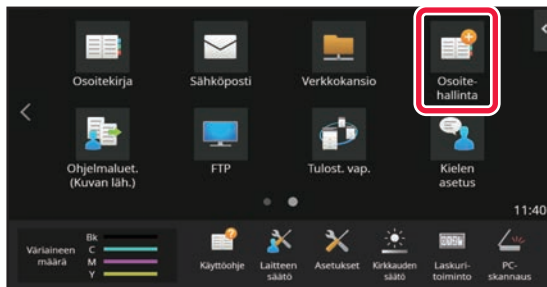 Osoitekirja
Sähköposti
Verkkokansio
Osoite-
hallinta
Ohjelmaluet.
(Kuvan läh.)
FTP
Tulost. vap.
Kielen
asetus
11:40
Väriaineen
määrä
Bk
C
M
Y
Käyttöohje
Laitteen
säätö
Asetukset
Kirkkauden
säätö
Laskuri-
toiminto
PC-
skannaus